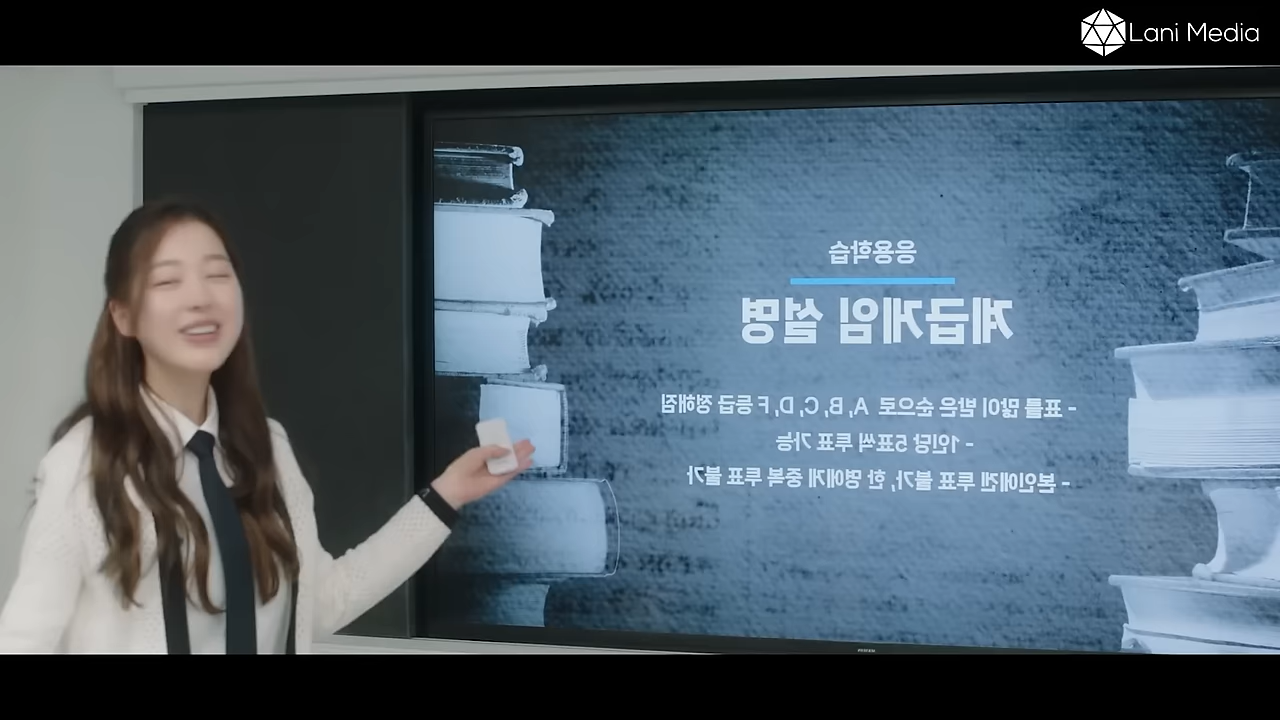 Lani Media
응용학습
계급게임 설명
- 표를 많이 받은 순으로 A, B, C, D, F 등급 정해짐
- 1인당 5표씩 투표 가능
- 본인에겐 투표 불가, 한 명에게 중복 투표 불가